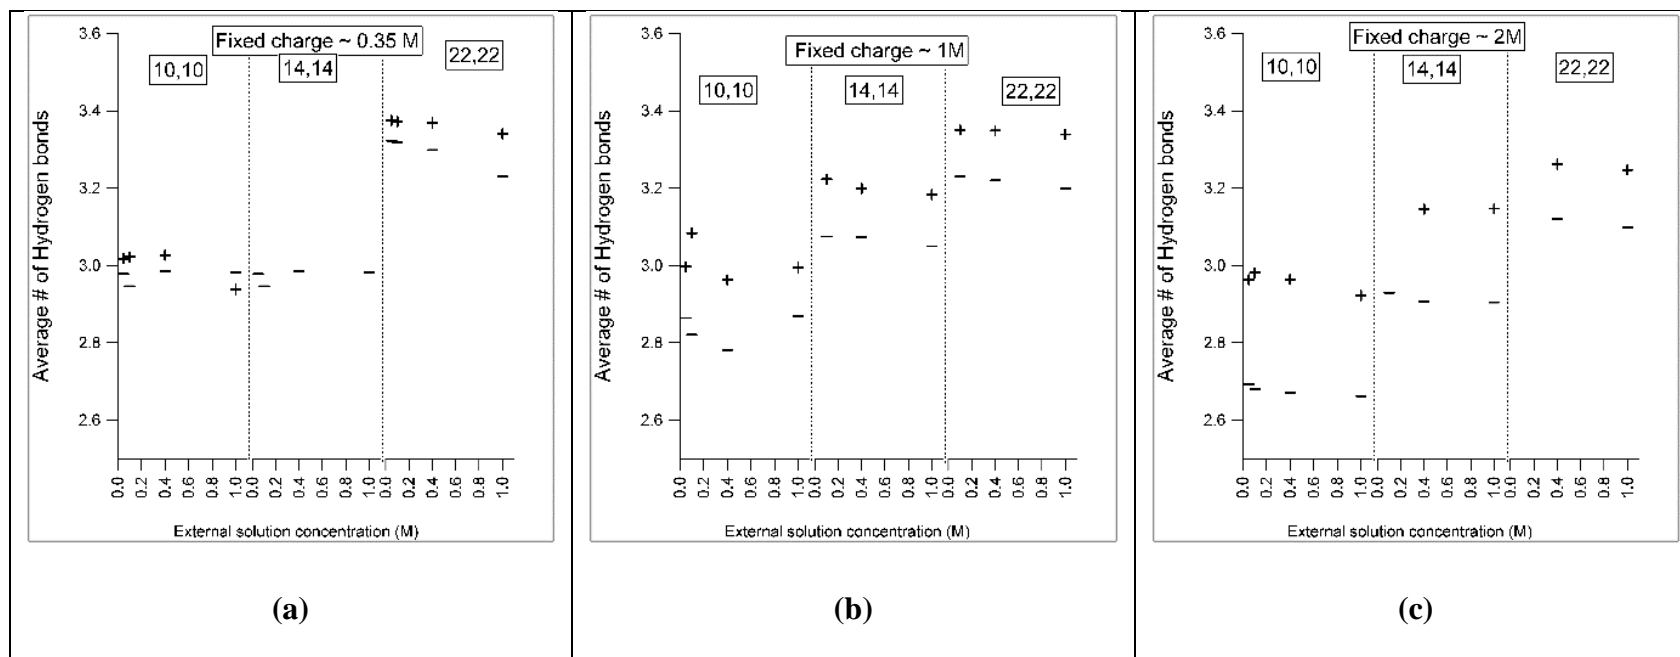 Fixed charge ~ 0.35 M
10,10
14,14
22,22
3.6
3.4
3.2
3.0
2.8
2.6
Average # of Hydrogen bonds
0.0 0.2 0.4 0.6 0.8 1.0 0.0 0.2 0.4 0.6 0.8 1.0 0.0 0.2 0.4 0.6 0.8 1.0
External solution concentration (M)
(a)
Fixed charge ~ 1M
10,10
14,14
22,22
3.6
3.4
3.2
3.0
2.8
2.6
Average # of Hydrogen bonds
0.0 0.2 0.4 0.6 0.8 1.0 0.0 0.2 0.4 0.6 0.8 1.0 0.0 0.2 0.4 0.6 0.8 1.0
External solution concentration (M)
(b)
Fixed charge ~ 2M
10,10
14,14
22,22
3.6
3.4
3.2
3.0
2.8
2.6
Average # of Hydrogen bonds
0.0 0.2 0.4 0.6 0.8 1.0 0.0 0.2 0.4 0.6 0.8 1.0 0.0 0.2 0.4 0.6 0.8 1.0
External solution concentration (M)
(c)